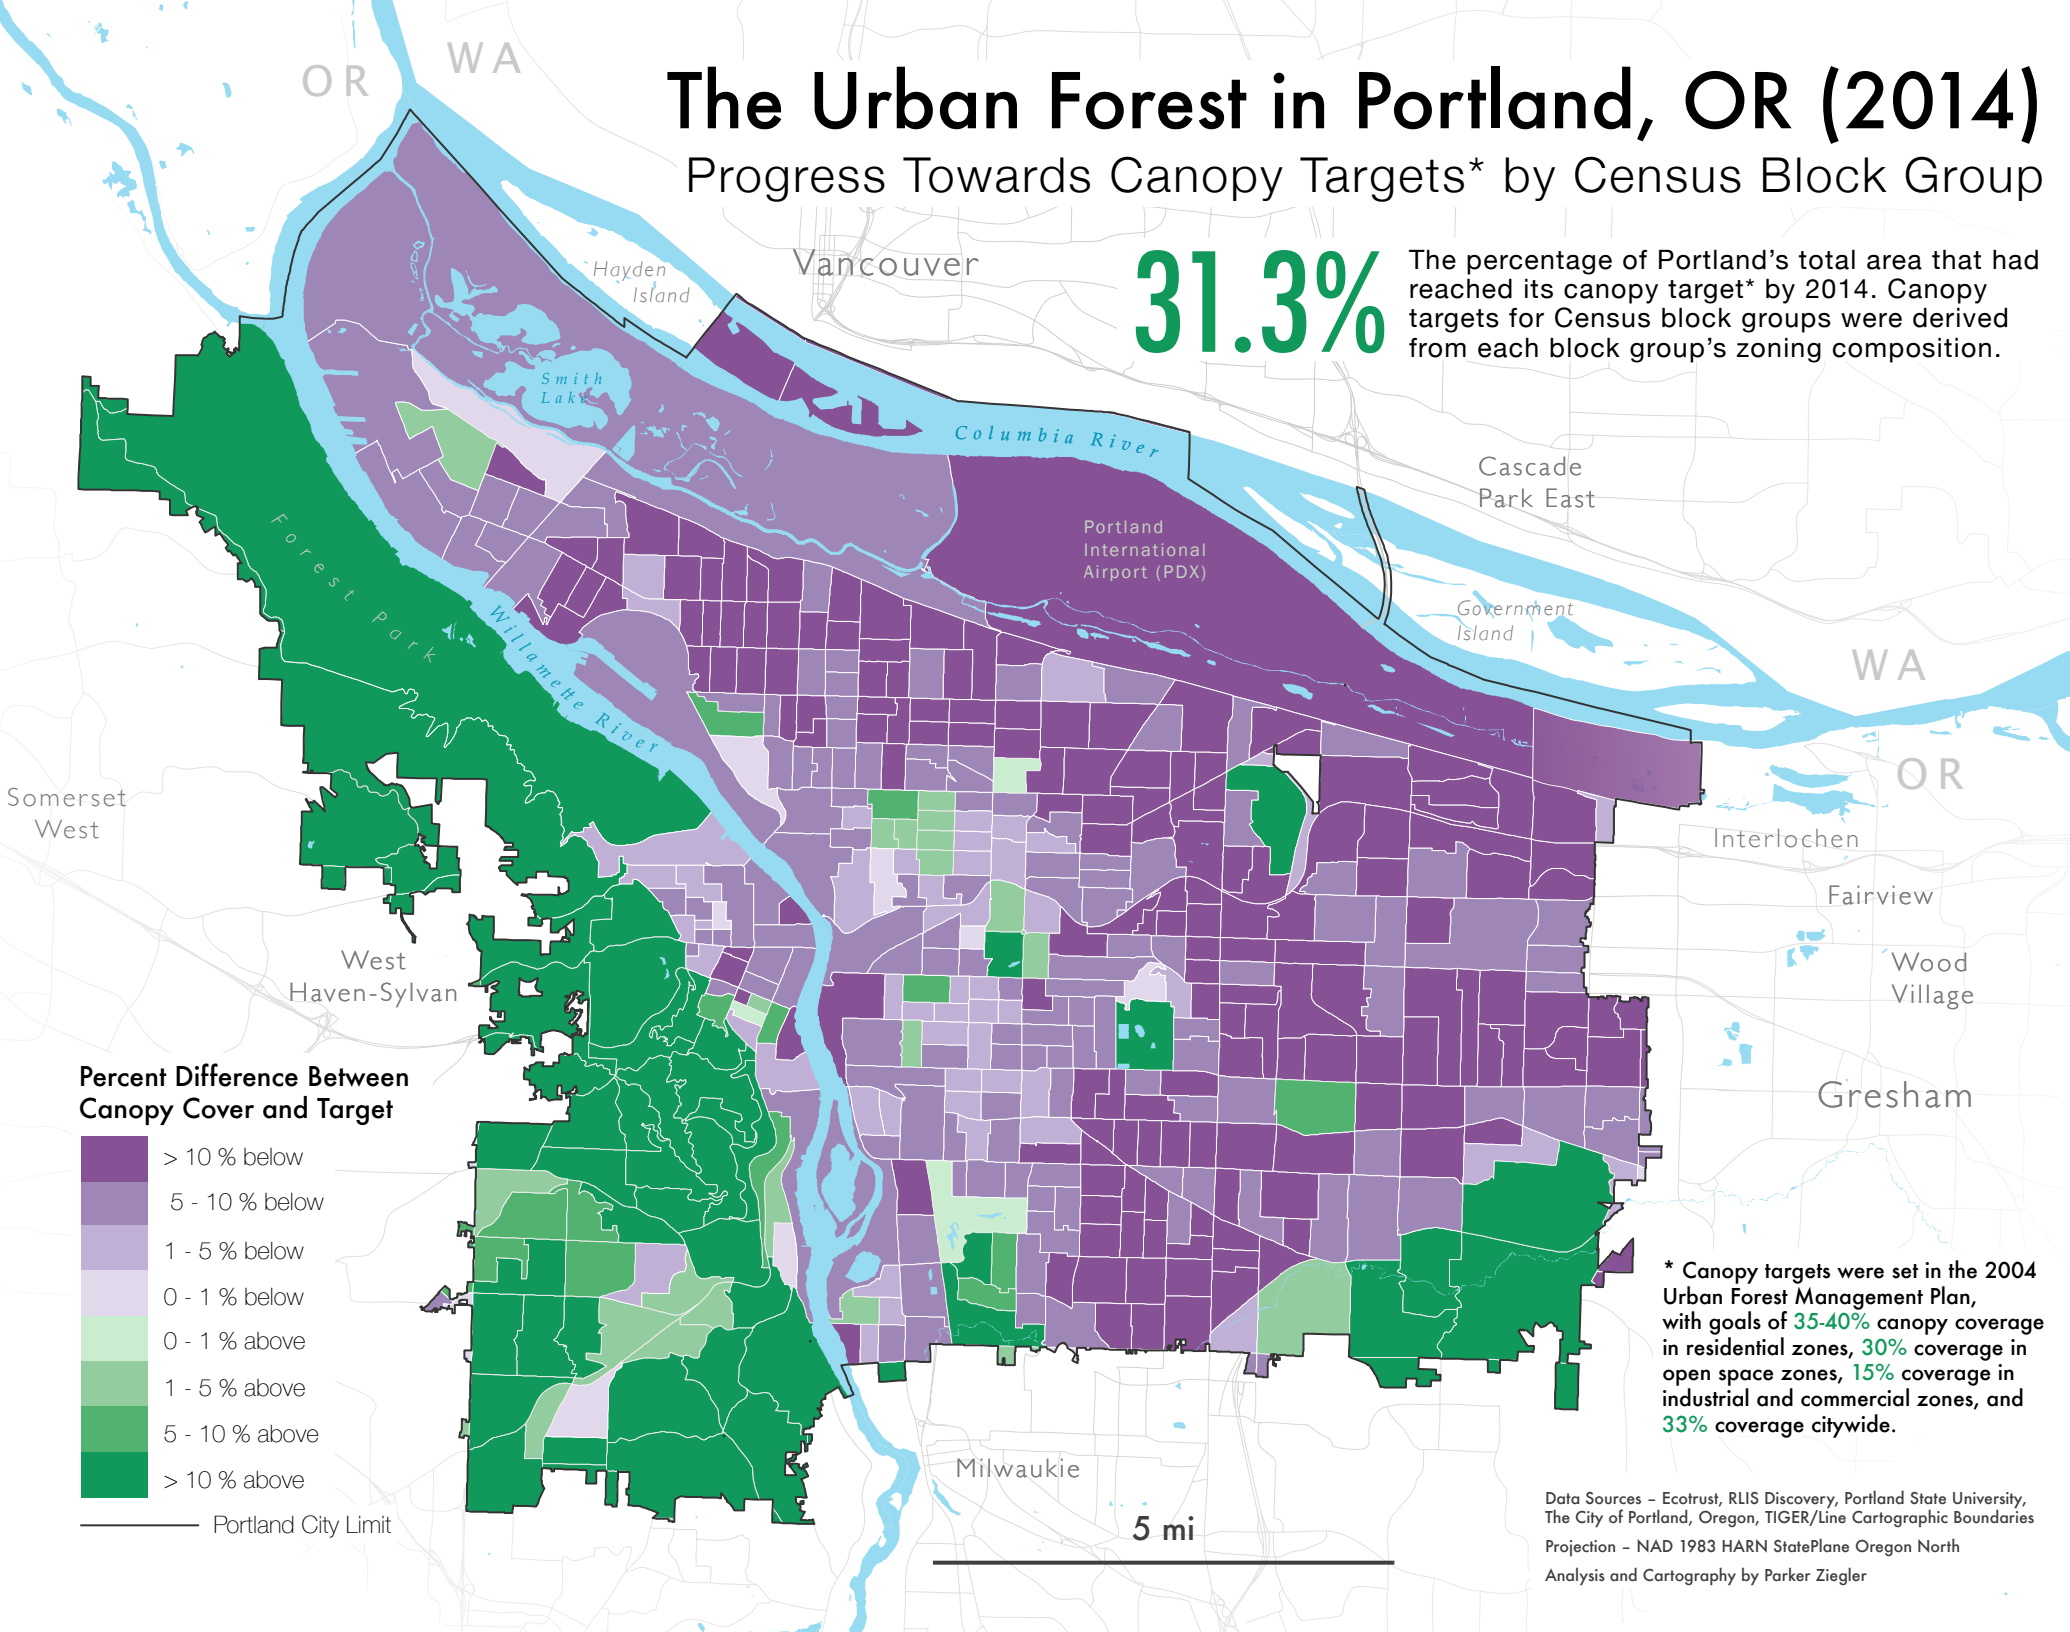 OR
WA
The Urban Forest in Portland, OR (2014)
Progress Towards Canopy Targets* by Census Block Group
31.3%
The percentage of Portland's total area that had
reached its canopy target* by 2014. Canopy
targets for Census block groups were derived
from each block group's zoning composition.
Vancouver
Hayden
Island
Smith
Lake
Columbia River
Cascade
Park East
Portland
International
Airport (PDX)
Government
Island
Forest Park
Willamette River
WA
OR
Somerset
West
Interlochen
Fairview
West
Haven-Sylvan
Wood
Village
Gresham
Percent Difference Between
Canopy Cover and Target
> 10 % below
5 - 10 % below
1 - 5 % below
0 - 1 % below
0 - 1 % above
1 - 5 % above
5 - 10 % above
> 10 % above
Portland City Limit
* Canopy targets were set in the 2004
Urban Forest Management Plan,
with goals of 35-40% canopy coverage
in residential zones, 30% coverage in
open space zones, 15% coverage in
industrial and commercial zones, and
33% coverage citywide.
Milwaukie
5 mi
Data Sources – Ecotrust, RLIS Discovery, Portland State University,
The City of Portland, Oregon, TIGER/Line Cartographic Boundaries
Projection – NAD 1983 HARN StatePlane Oregon North
Analysis and Cartography by Parker Ziegler